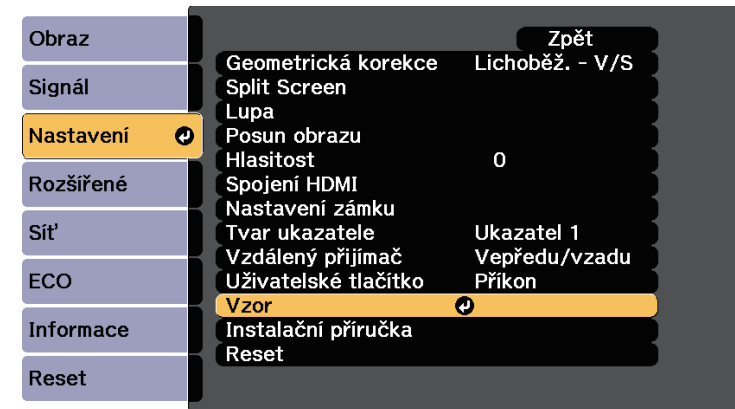 Obraz
Signál
Nastavení
Rozšířené
Síť
ECO
Informace
Reset
Zpět
Geometrická korekce Lichoběž. - V/S
Split Screen
Lupa
Posun obrazu
Hlasitost 0
Spojení HDMI
Nastavení zámku
Tvar ukazatele Ukazatel 1
Vzdálený přijímač Vepředu/vzadu
Uživatelské tlačítko Příkon
Vzor
Instalační příručka
Reset